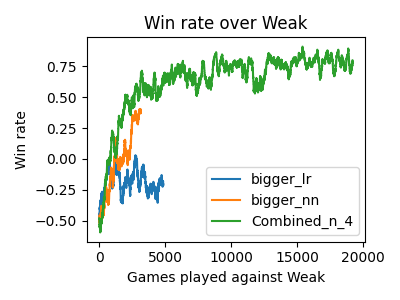 Win rate over Weak
Win rate
0.75
0.50
0.25
0.00
−0.25
−0.50
bigger_lr
bigger_nn
Combined_n_4
0 5000 10000 15000 20000
Games played against Weak